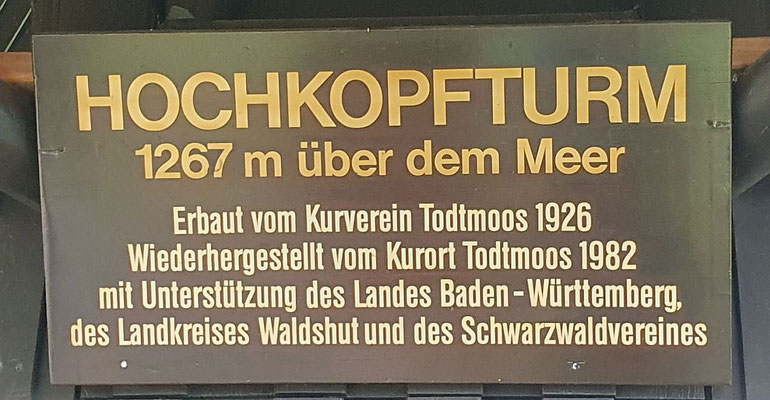 HOCHKOPFTURM
1267 m über dem Meer
Erbaut vom Kurverein Todtmoos 1926
Wiederhergestellt vom Kurort Todtmoos 1982
mit Unterstützung des Landes Baden-Württemberg,
des Landkreises Waldshut und des Schwarzwaldvereines